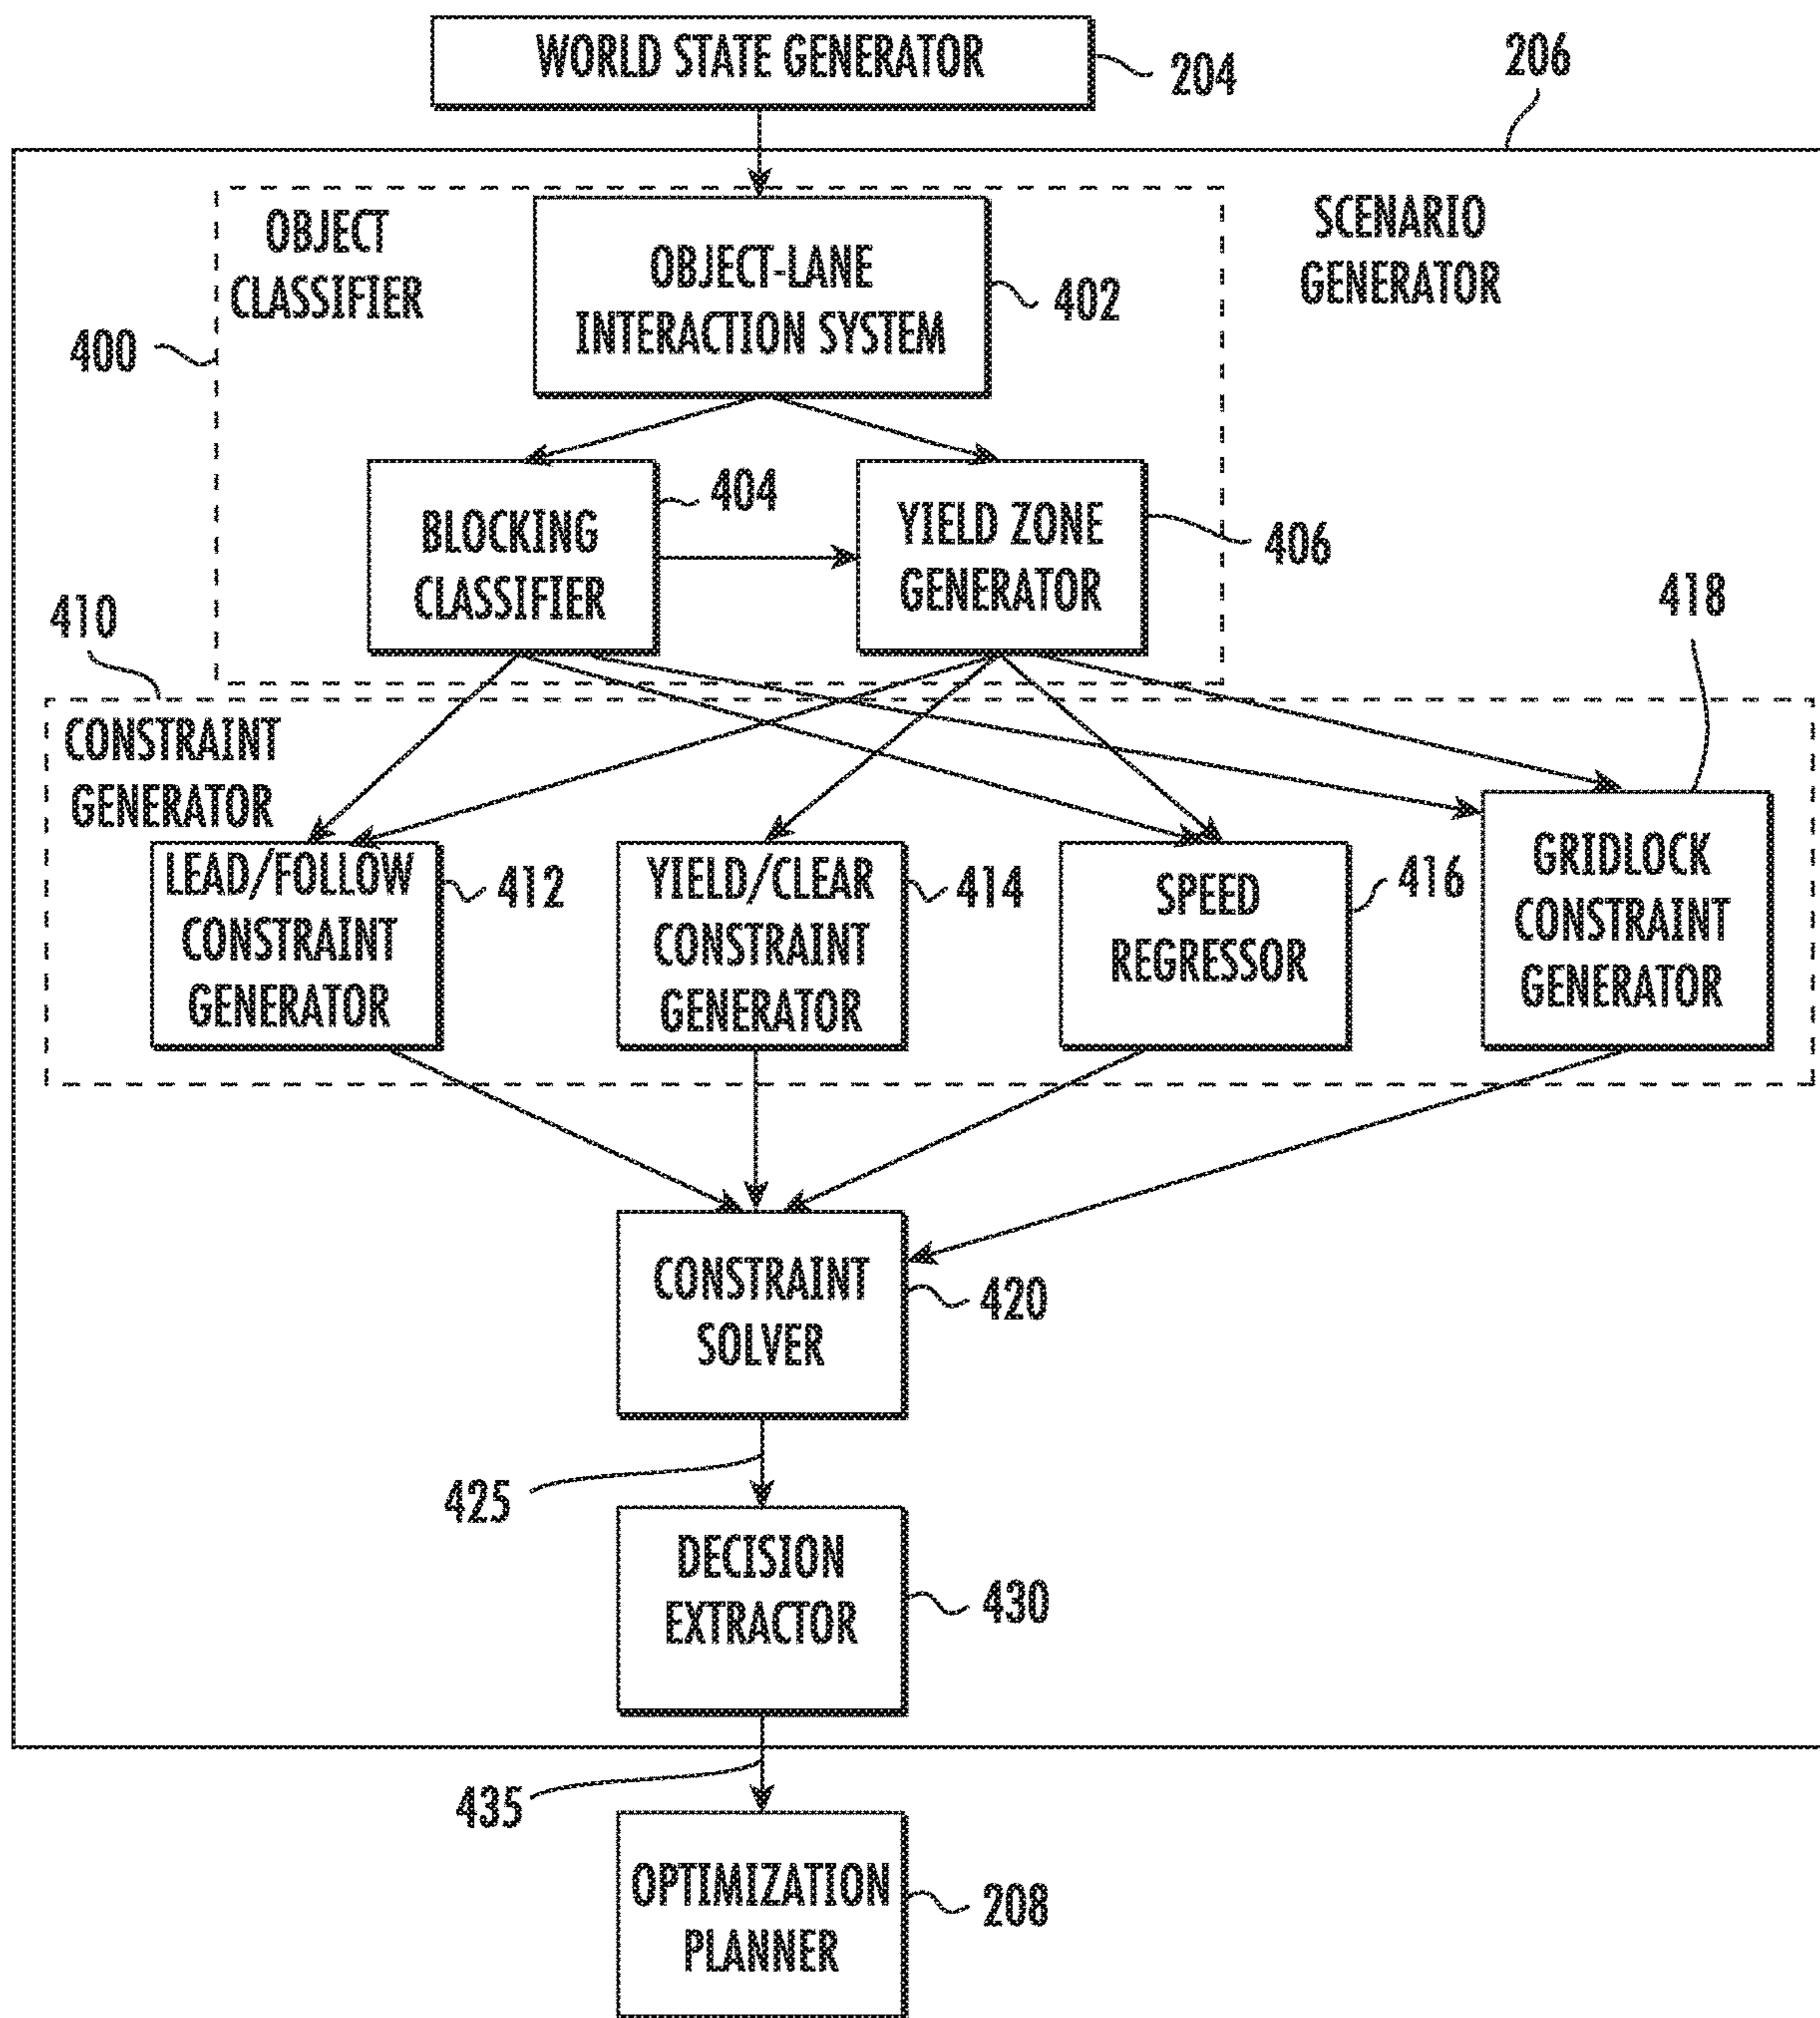 WORLD STATE GENERATOR
204
206
OBJECT
CLASSIFIER
SCENARIO
GENERATOR
OBJECT-LANE
INTERACTION SYSTEM
402
400
BLOCKING
CLASSIFIER
404
YIELD ZONE
GENERATOR
406
410
418
CONSTRAINT
GENERATOR
LEAD/FOLLOW
CONSTRAINT
GENERATOR
412
YIELD/CLEAR
CONSTRAINT
GENERATOR
414
SPEED
REGRESSOR
416
GRIDLOCK
CONSTRAINT
GENERATOR
CONSTRAINT
SOLVER
420
425
DECISION
EXTRACTOR
430
435
OPTIMIZATION
PLANNER
208